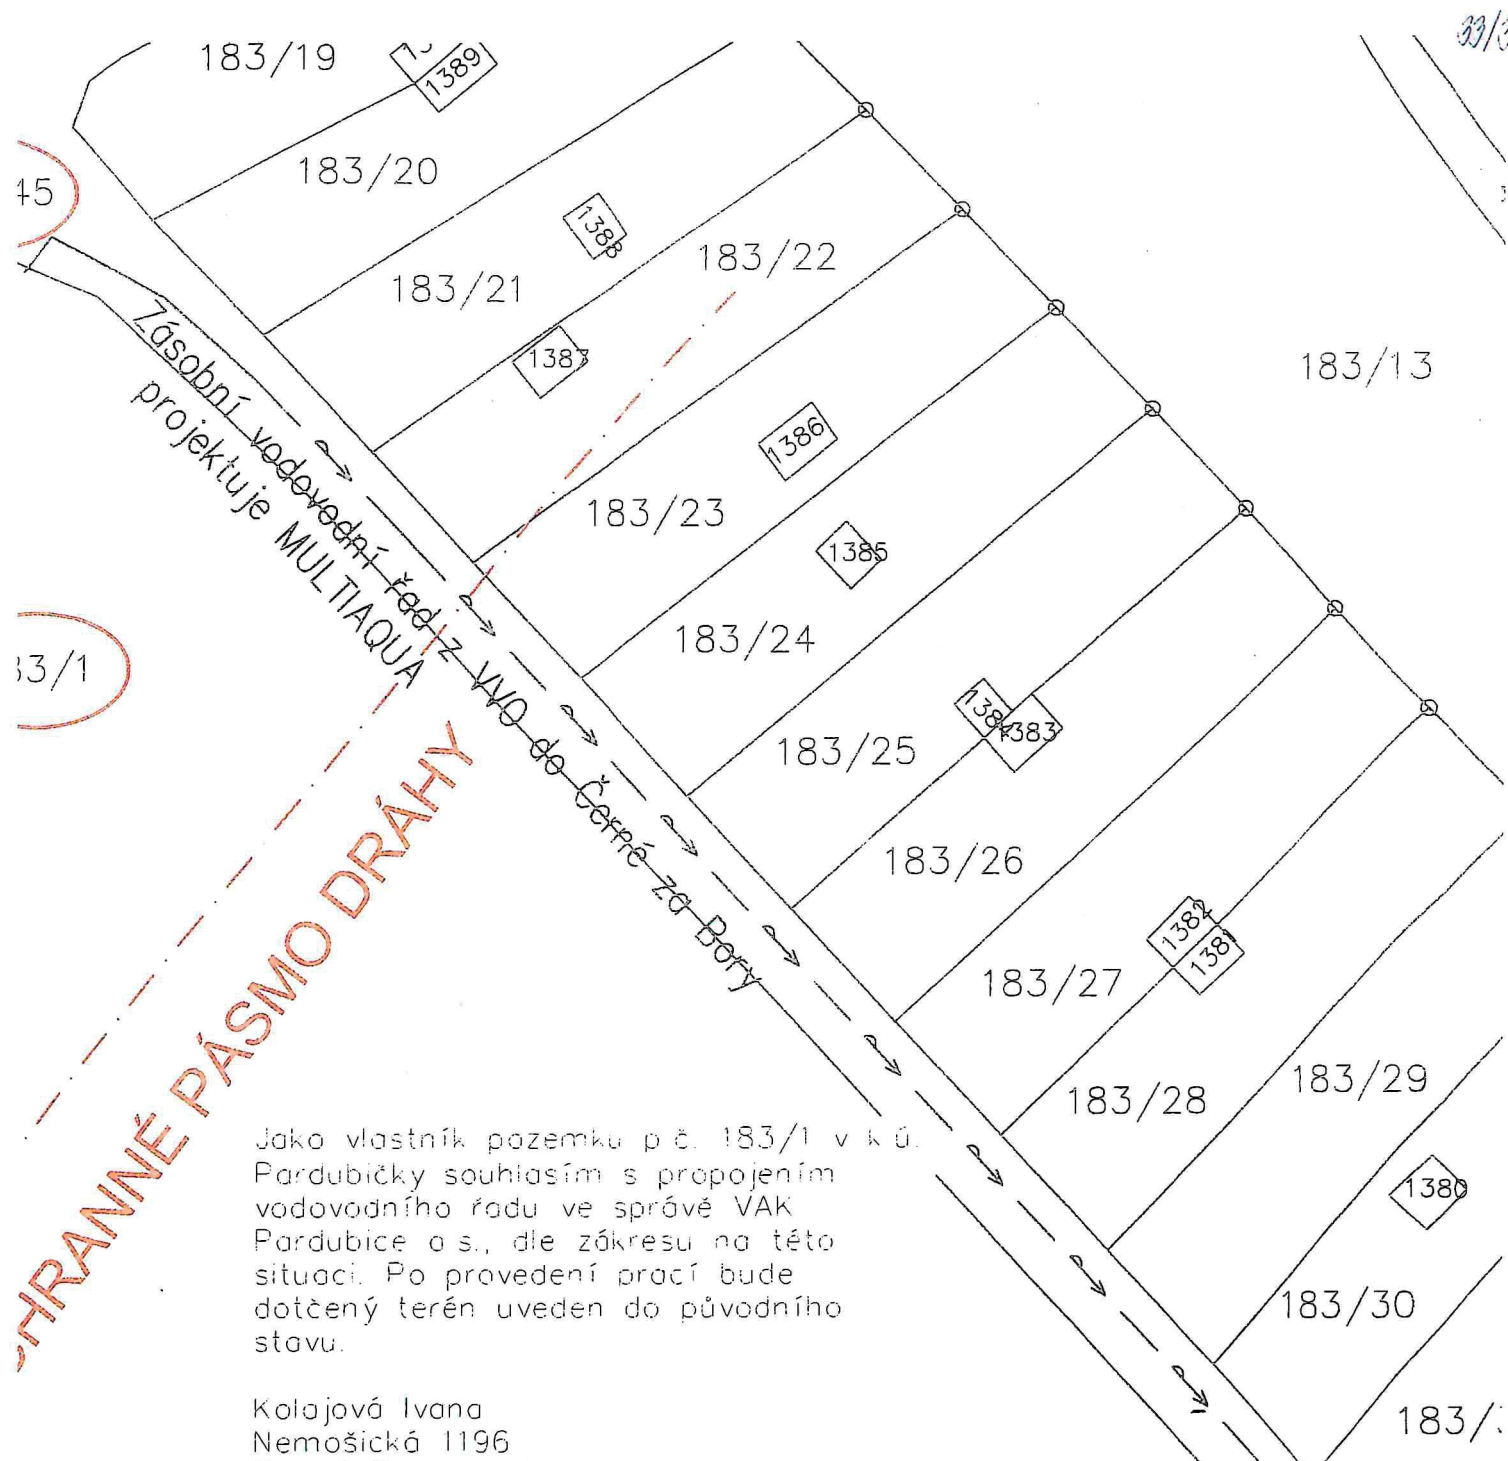 183/19
1389
183/20
45
1388
183/22
183/21
1387
183/13
1386
183/23
1385
183/24
Zásobní vodovodní řad z VVO do Černé za Bory
projektuje MULTIAQUA
1384
1383
183/25
183/26
1382
1381
183/27
183/28
183/29
1380
183/30
HRANNÉ PÁSMO DRÁHY
Jako vlastník pozemku p č. 183/1 v k ú.
Pardubičky souhlasím s propojením
vodovodního řadu ve správě VAK
Pardubice a s., dle zákresu na této
situaci. Po provedení prací bude
dotčený terén uveden do původního
stavu.
Kolajová Ivana
Nemošická 1196